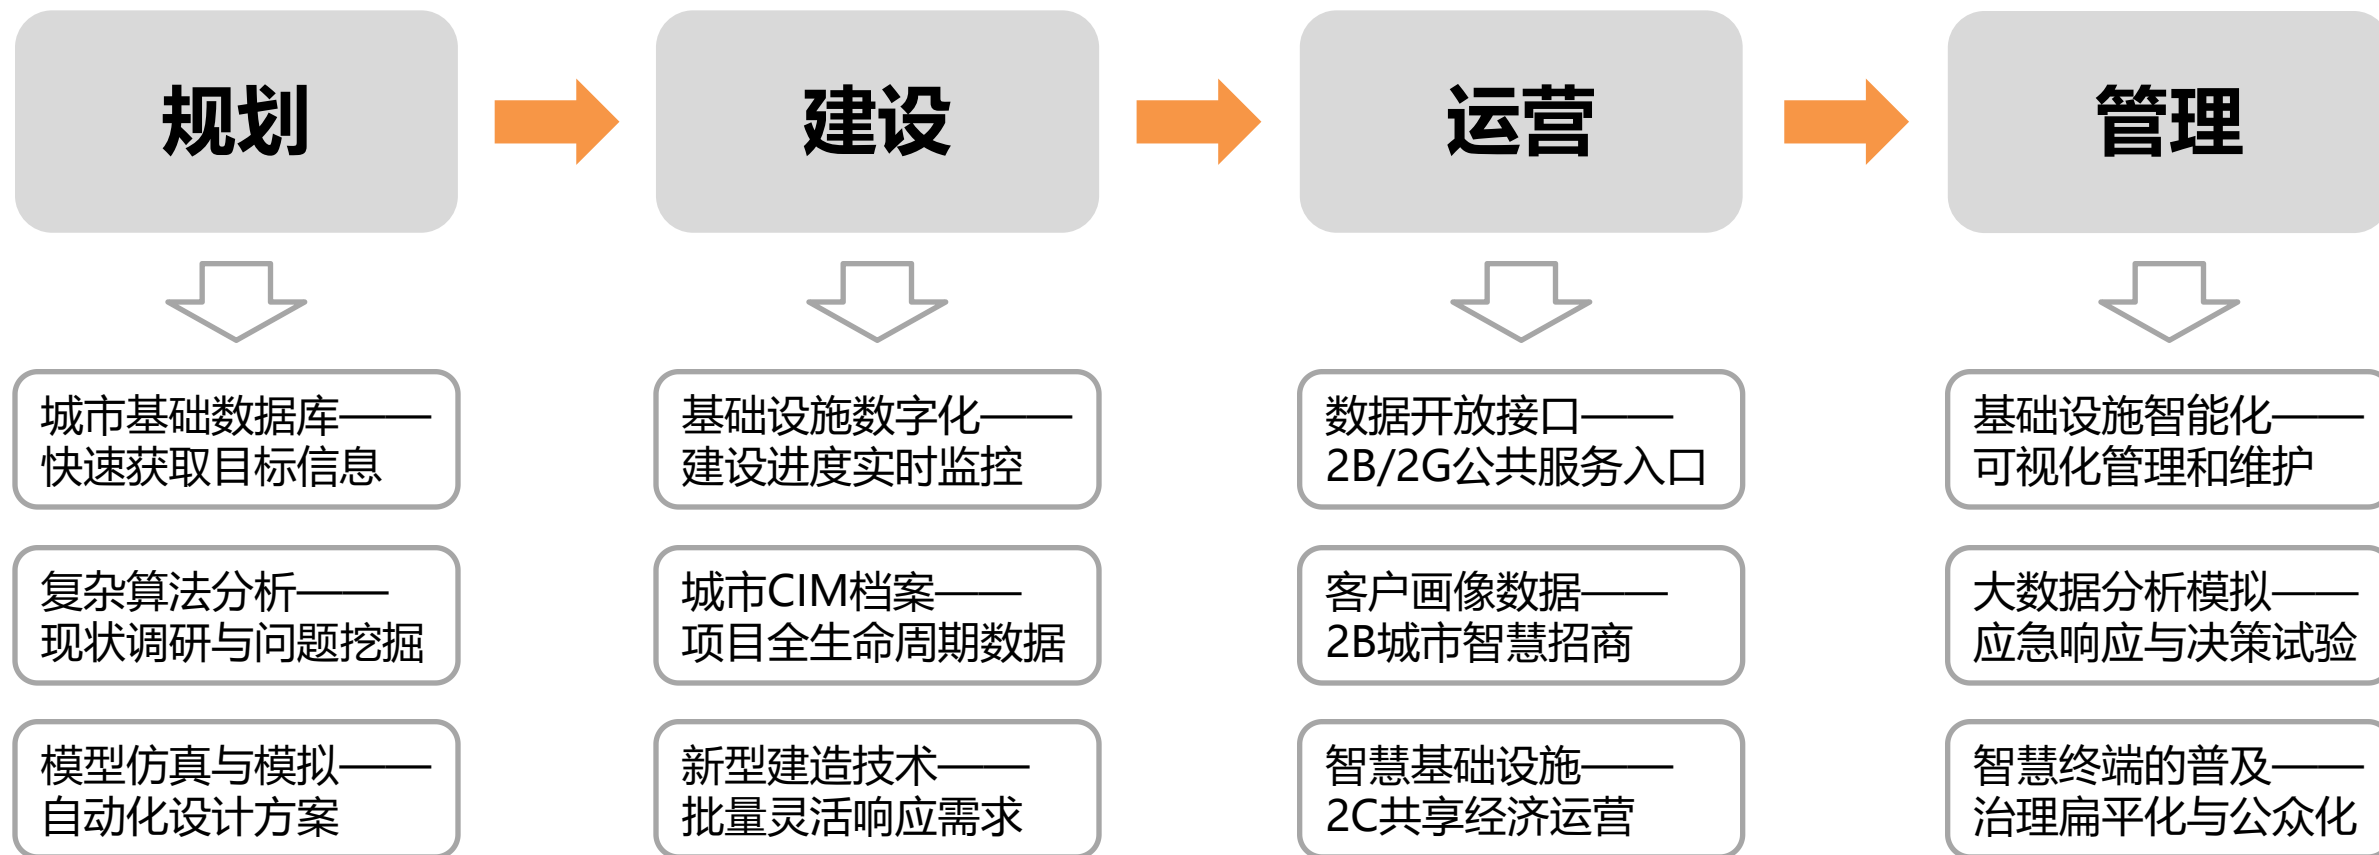 规划
建设
运营
管理
城市基础数据库——
快速获取目标信息
复杂算法分析——
现状调研与问题挖掘
模型仿真与模拟——
自动化设计方案
基础设施数字化——
建设进度实时监控
城市CIM档案——
项目全生命周期数据
新型建造技术——
批量灵活响应需求
数据开放接口——
2B/2G公共服务入口
客户画像数据——
2B城市智慧招商
智慧基础设施——
2C共享经济运营
基础设施智能化——
可视化管理和维护
大数据分析模拟——
应急响应与决策试验
智慧终端的普及——
治理扁平化与公众化